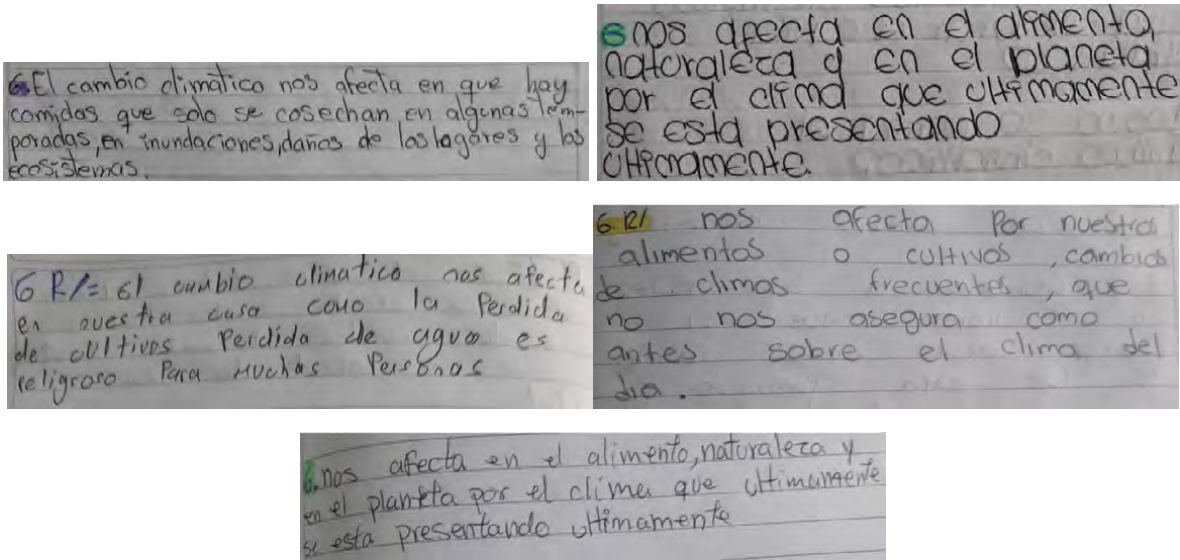 6. El cambio climático nos afecta en que hay
comidas que solo se cosechan en algunas tem-
poradas, en inundaciones, daños de los lagares y los
ecosistemas.
6 nos afecta en el alimento,
naturaleza y en el planeta
por el clima que ultimamente
se esta presentando
ultimamente.
6 R/= el cambio climatico nos afecta
en nuestra casa como la Perdida
de cultivos Perdida de agua es
peligroso Para muchas Personas
6. R/ nos afecta Por nuestros
alimentos o cultivos, cambios
de climas frecuentes, que
no nos asegura como
antes sobre el clima del
dia.
6. nos afecta en el alimento, naturaleza y
en el planeta por el clima que ultimamente
se esta presentando ultimamente